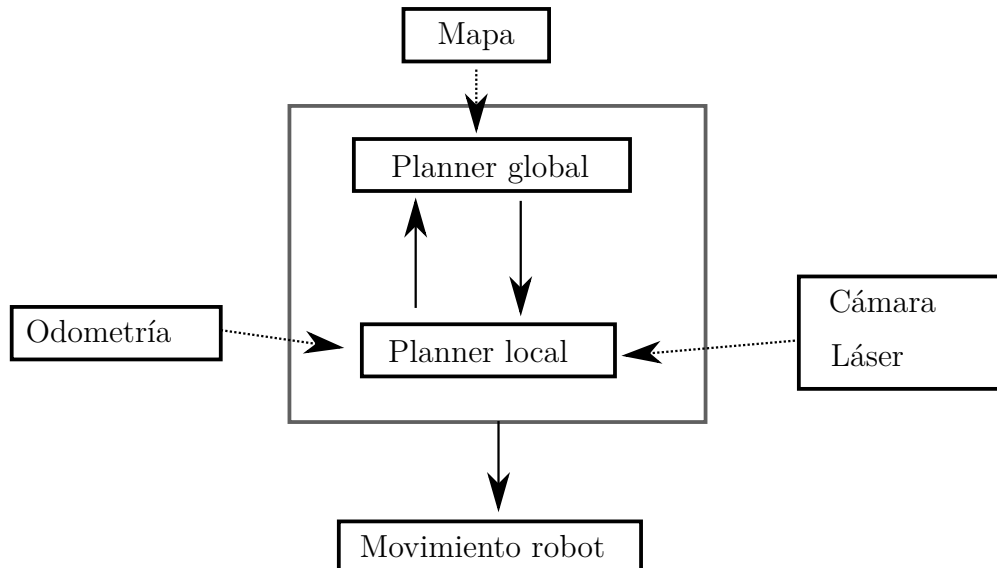 Mapa
Planner global
Odometría
Planner local
Cámara
Láser
Movimiento robot